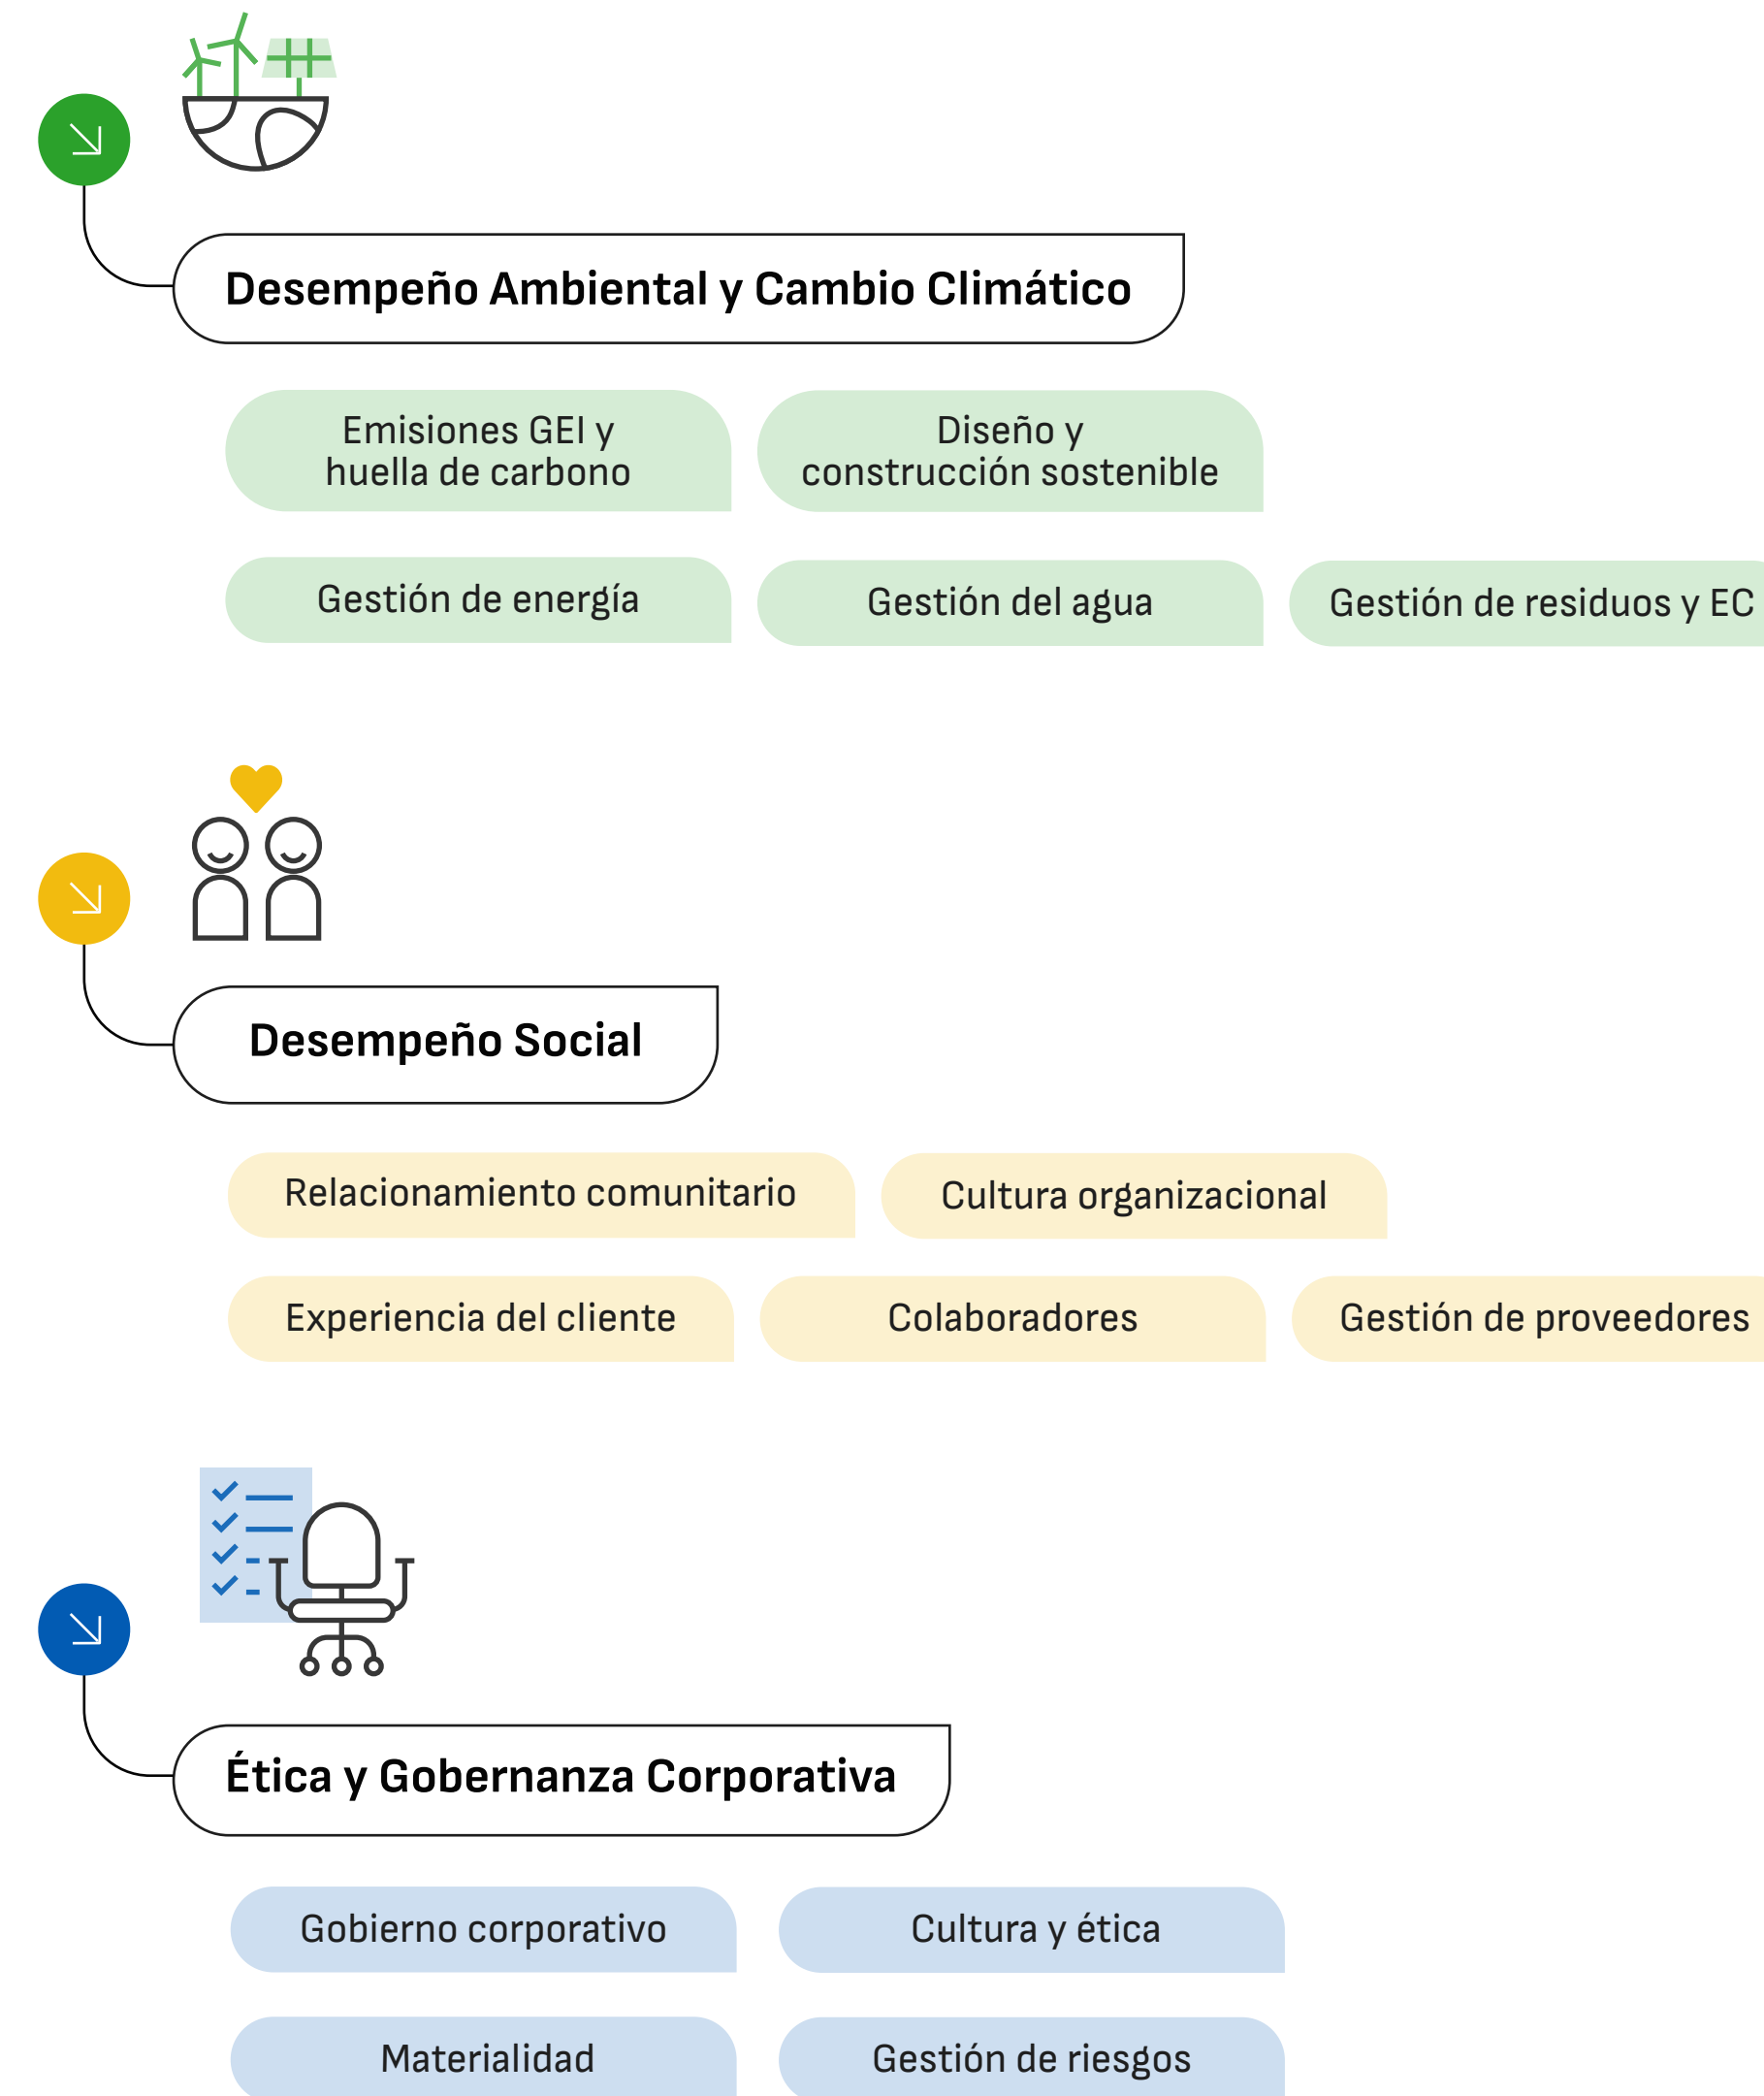 Desempeño Ambiental y Cambio Climático
Emisiones GEI y
huella de carbono
Diseño y
construcción sostenible
Gestión de energía
Gestión del agua
Gestión de residuos y EC
Desempeño Social
Relacionamiento comunitario
Cultura organizacional
Experiencia del cliente
Colaboradores
Gestión de proveedores
Ética y Gobernanza Corporativa
Gobierno corporativo
Cultura y ética
Materialidad
Gestión de riesgos